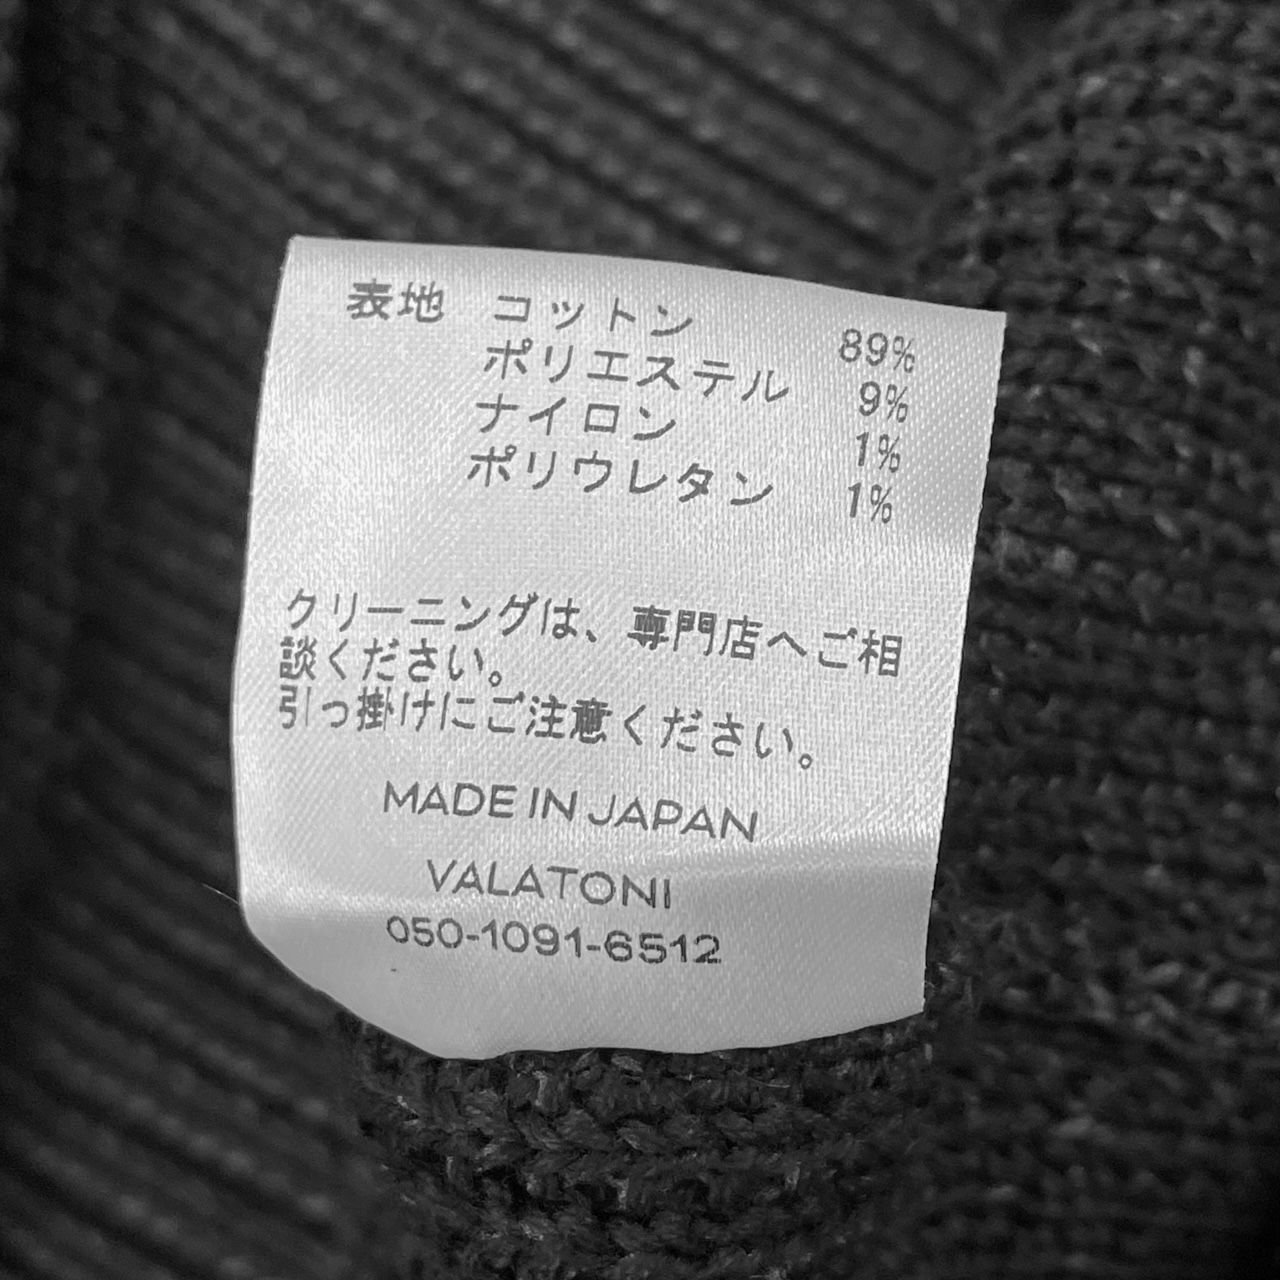 表地 コットン 89%
ポリエステル 9%
ナイロン 1%
ポリウレタン 1%
クリーニングは、専門店へご相
談ください。
引っ掛けにご注意ください。
MADE IN JAPAN
VALATONI
050-1091-6512